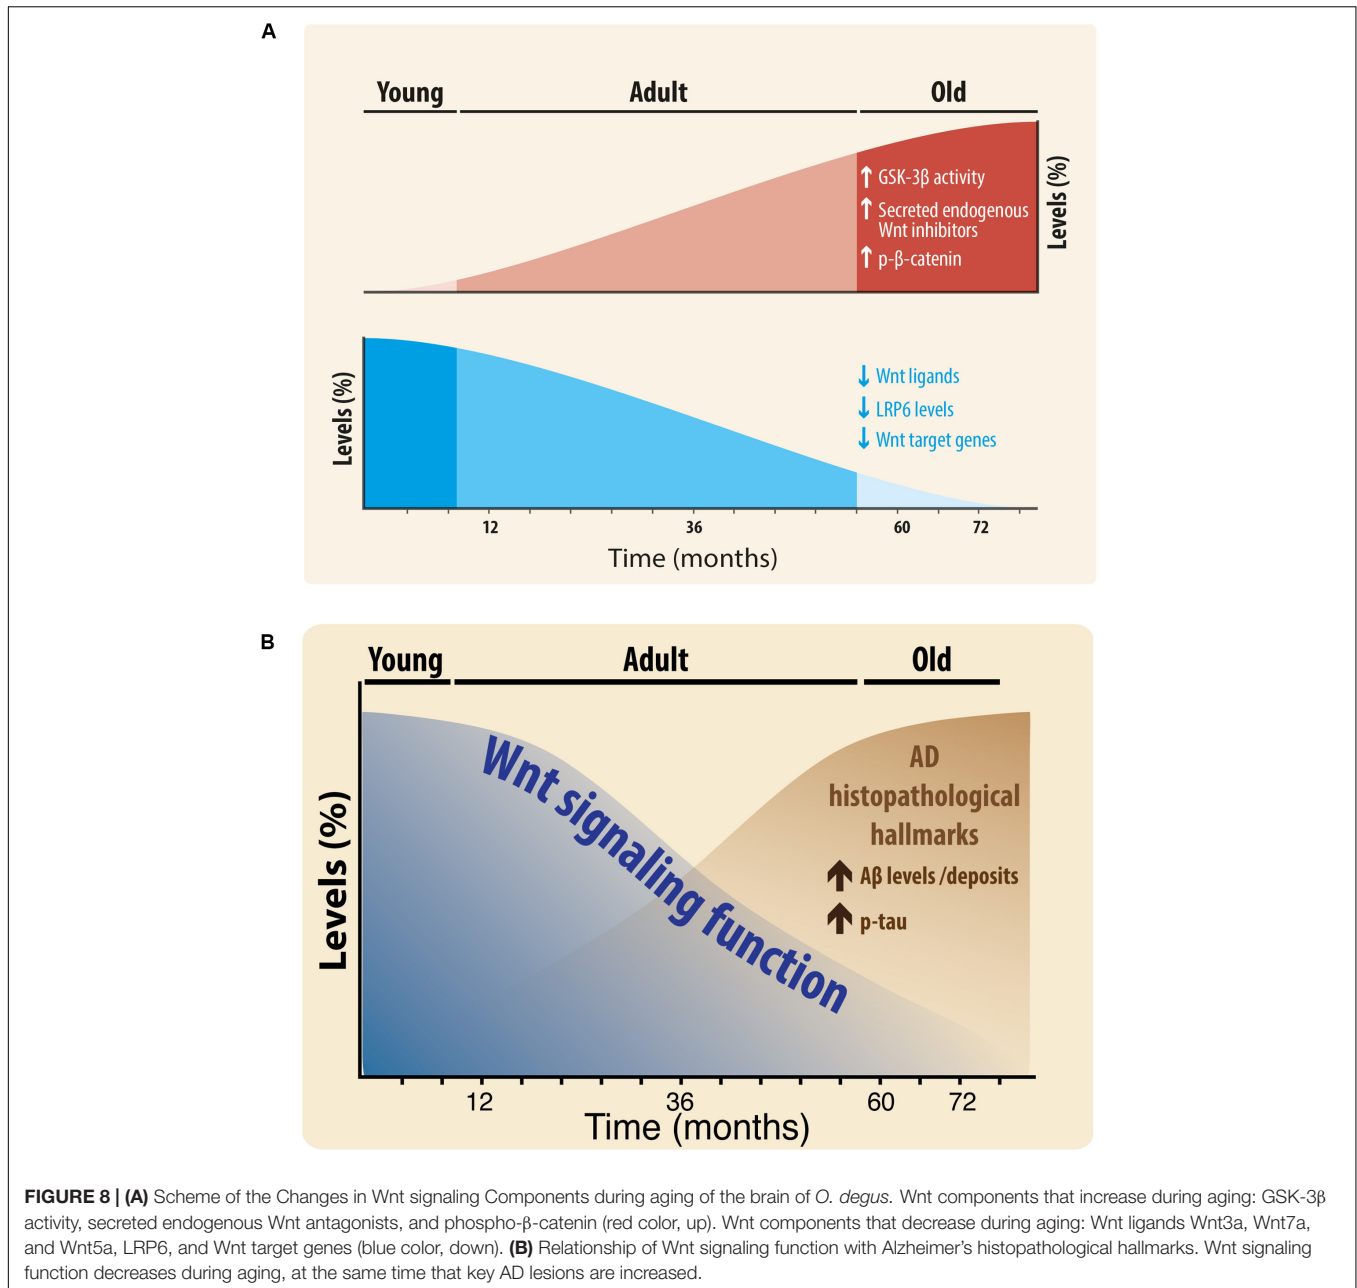 A
Young Adult Old
↑ GSK-3β activity
↑ Secreted endogenous
Wnt inhibitors
↑ p-β-catenin
Levels (%)
Levels (%)
↓ Wnt ligands
↓ LRP6 levels
↓ Wnt target genes
12 36 60 72
Time (months)
B
Young Adult Old
Levels (%)
Wnt signaling function
AD
histopathological
hallmarks
↑ Aβ levels /deposits
↑ p-tau
12 36 60 72
Time (months)
FIGURE 8 | (A) Scheme of the Changes in Wnt signaling Components during aging of the brain of O. degus. Wnt components that increase during aging: GSK-3β
activity, secreted endogenous Wnt antagonists, and phospho-β-catenin (red color, up). Wnt components that decrease during aging: Wnt ligands Wnt3a, Wnt7a,
and Wnt5a, LRP6, and Wnt target genes (blue color, down). (B) Relationship of Wnt signaling function with Alzheimer's histopathological hallmarks. Wnt signaling
function decreases during aging, at the same time that key AD lesions are increased.